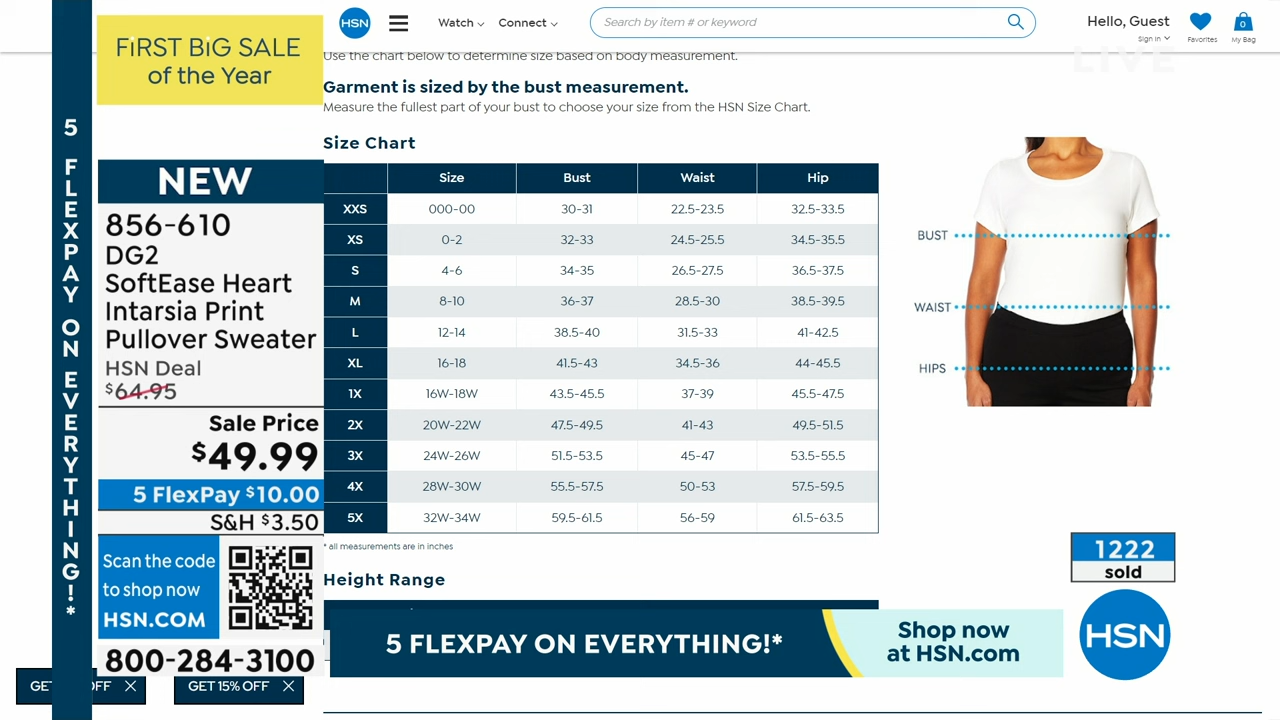 5 FLEXPAY ON EVERYTHING!*
FiRST BiG SALE
of the Year
NEW
856-610
DG2
SoftEase Heart
Intarsia Print
Pullover Sweater
HSN Deal
$64.95
Sale Price
$49.99
5 FlexPay $10.00
S&H $3.50
Scan the code
to shop now
HSN.COM
800-284-3100
GET
OFF ×
GET 15% OFF ×
HSN
Watch
Connect
Search by item # or keyword
Hello, Guest
Sign in
Favorites
0
My Bag
LIVE
Use the chart below to determine size based on body measurement.
Garment is sized by the bust measurement.
Measure the fullest part of your bust to choose your size from the HSN Size Chart.
Size Chart
Size Bust Waist Hip
XXS 000-00 30-31 22.5-23.5 32.5-33.5
XS 0-2 32-33 24.5-25.5 34.5-35.5
S 4-6 34-35 26.5-27.5 36.5-37.5
M 8-10 36-37 28.5-30 38.5-39.5
L 12-14 38.5-40 31.5-33 41-42.5
XL 16-18 41.5-43 34.5-36 44-45.5
1X 16W-18W 43.5-45.5 37-39 45.5-47.5
2X 20W-22W 47.5-49.5 41-43 49.5-51.5
3X 24W-26W 51.5-53.5 45-47 53.5-55.5
4X 28W-30W 55.5-57.5 50-53 57.5-59.5
5X 32W-34W 59.5-61.5 56-59 61.5-63.5
* all measurements are in inches
Height Range
BUST
WAIST
HIPS
1222
sold
5 FLEXPAY ON EVERYTHING!*
Shop now
at HSN.com
HSN